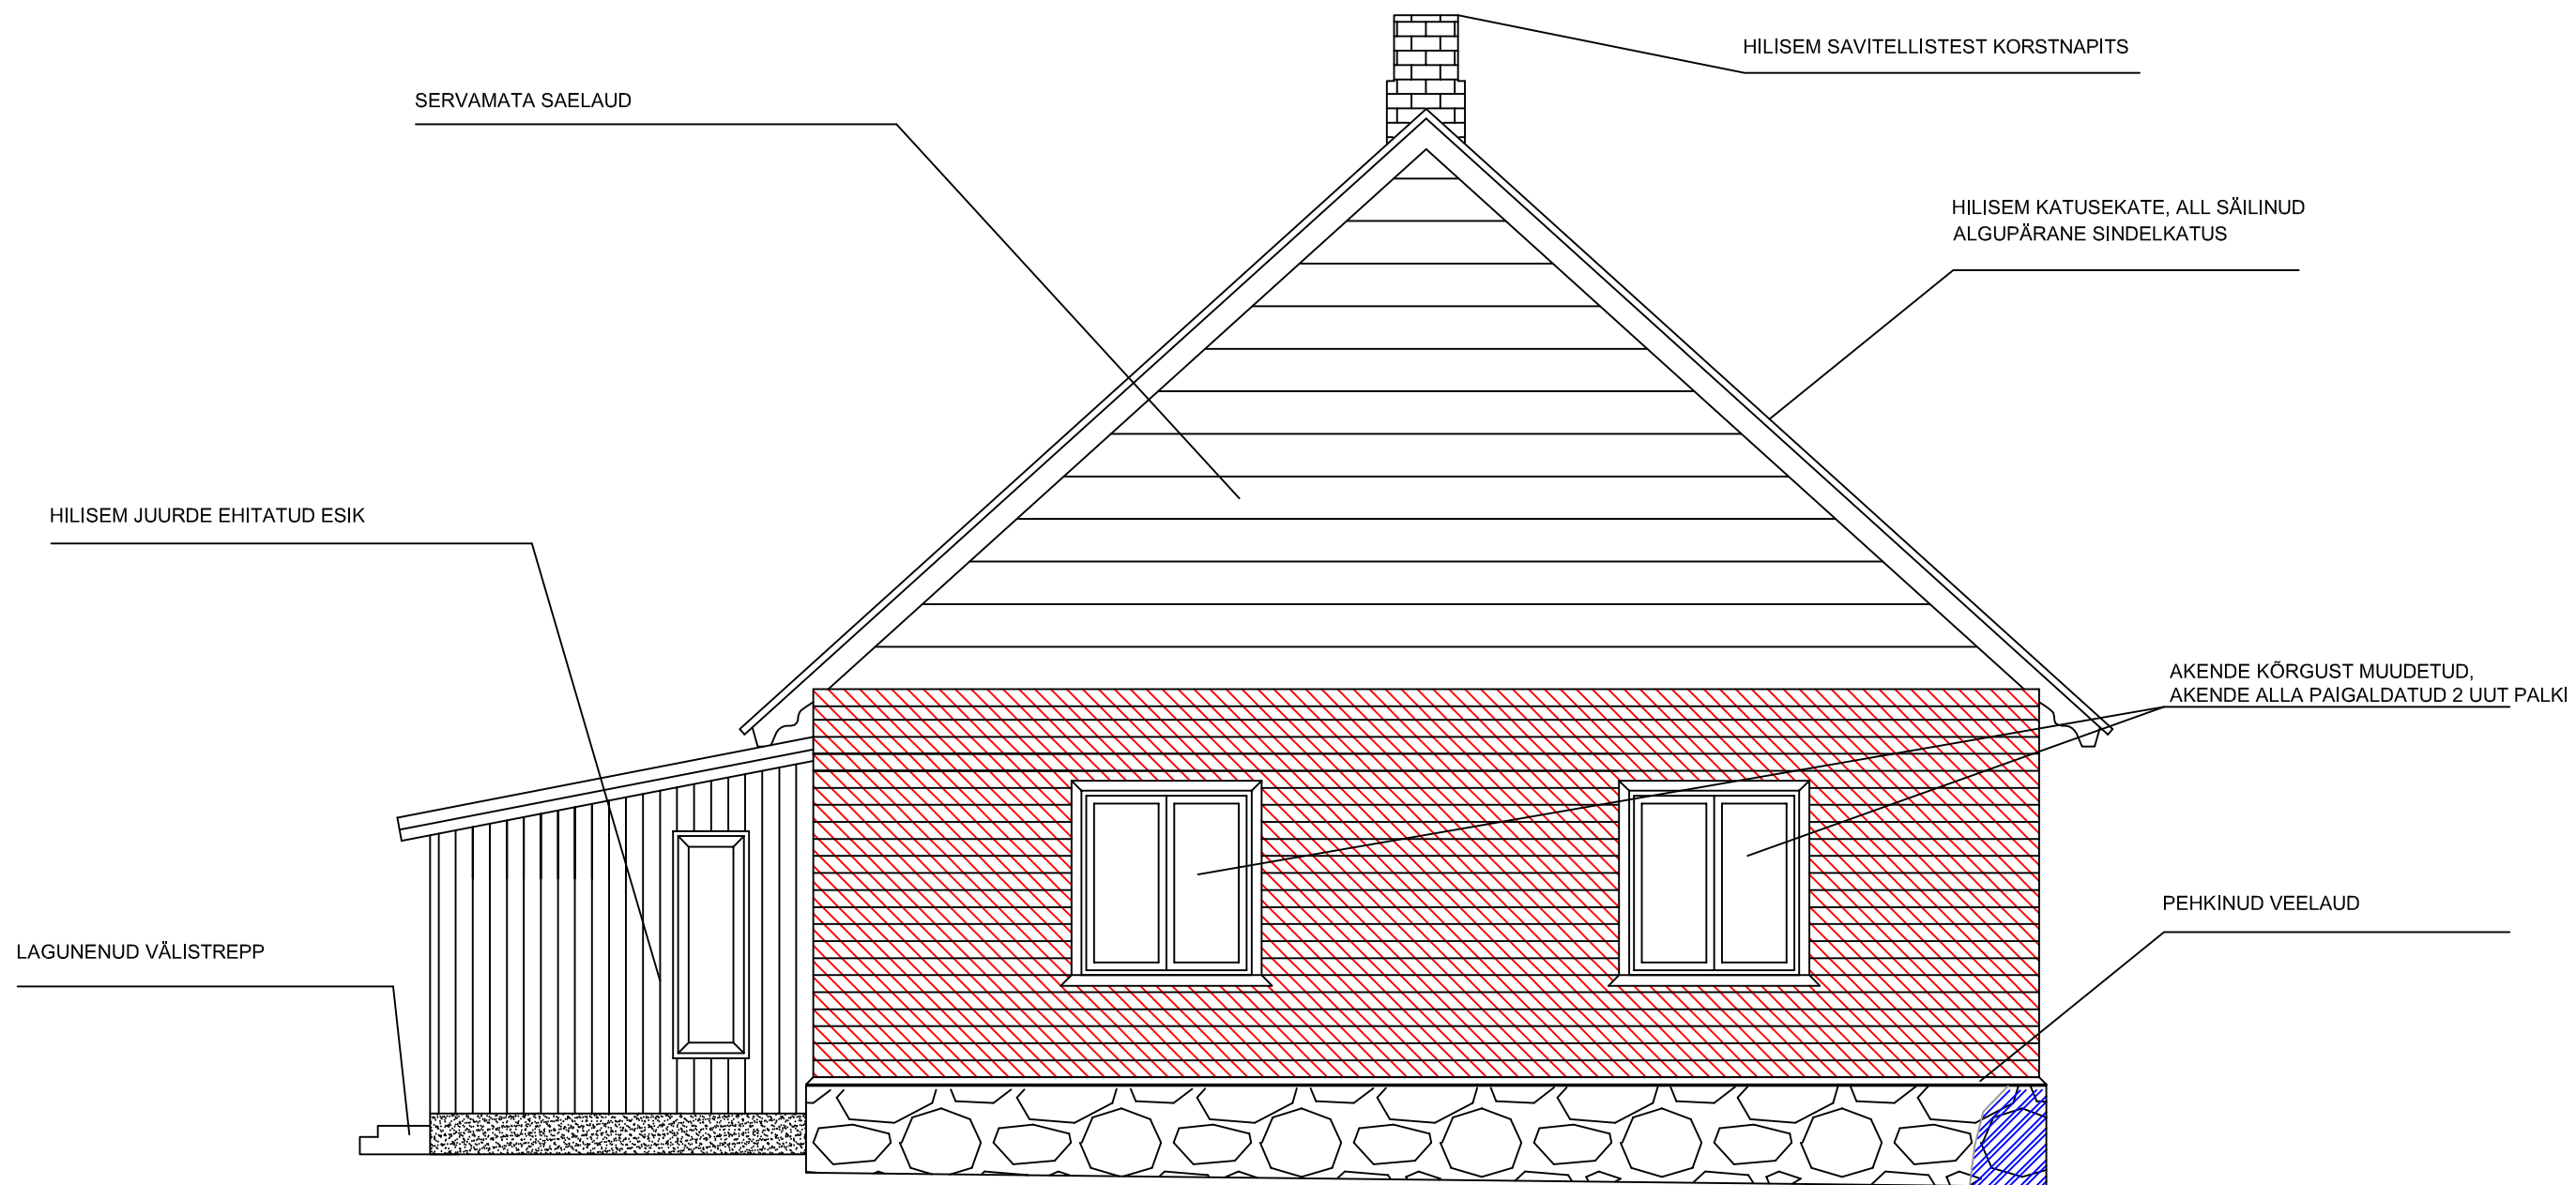 HILISEM SAVITELLISTEST KORSTNAPITS
SERVAMATA SAELAUD
HILISEM KATUSEKATE, ALL SÄILINUD
ALGUPÄRANE SINDELKATUS
HILISEM JUURDE EHITATUD ESIK
AKENDE KÕRGUST MUUDETUD,
AKENDE ALLA PAIGALDATUD 2 UUT PALKI
PEHKINUD VEELAUD
LAGUNENUD VÄLISTREPP